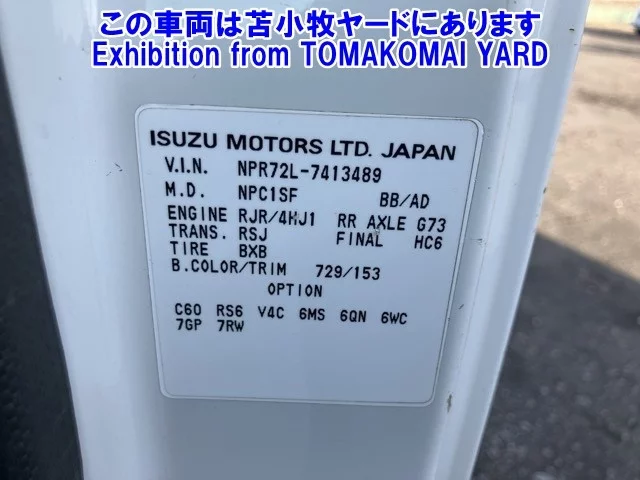 この車両は苫小牧ヤードにあります
Exhibition from TOMAKOMAI YARD
ISUZU MOTORS LTD. JAPAN
V.I.N. NPR72L-7413489
M.D. NPC1SF BB/AD
ENGINE RJR/4HJ1 RR AXLE G73
TRANS. RSJ FINAL HC6
TIRE BXB
B.COLOR/TRIM 729/153
OPTION
C60 RS6 V4C 6MS 6QN 6WC
7GP 7RW